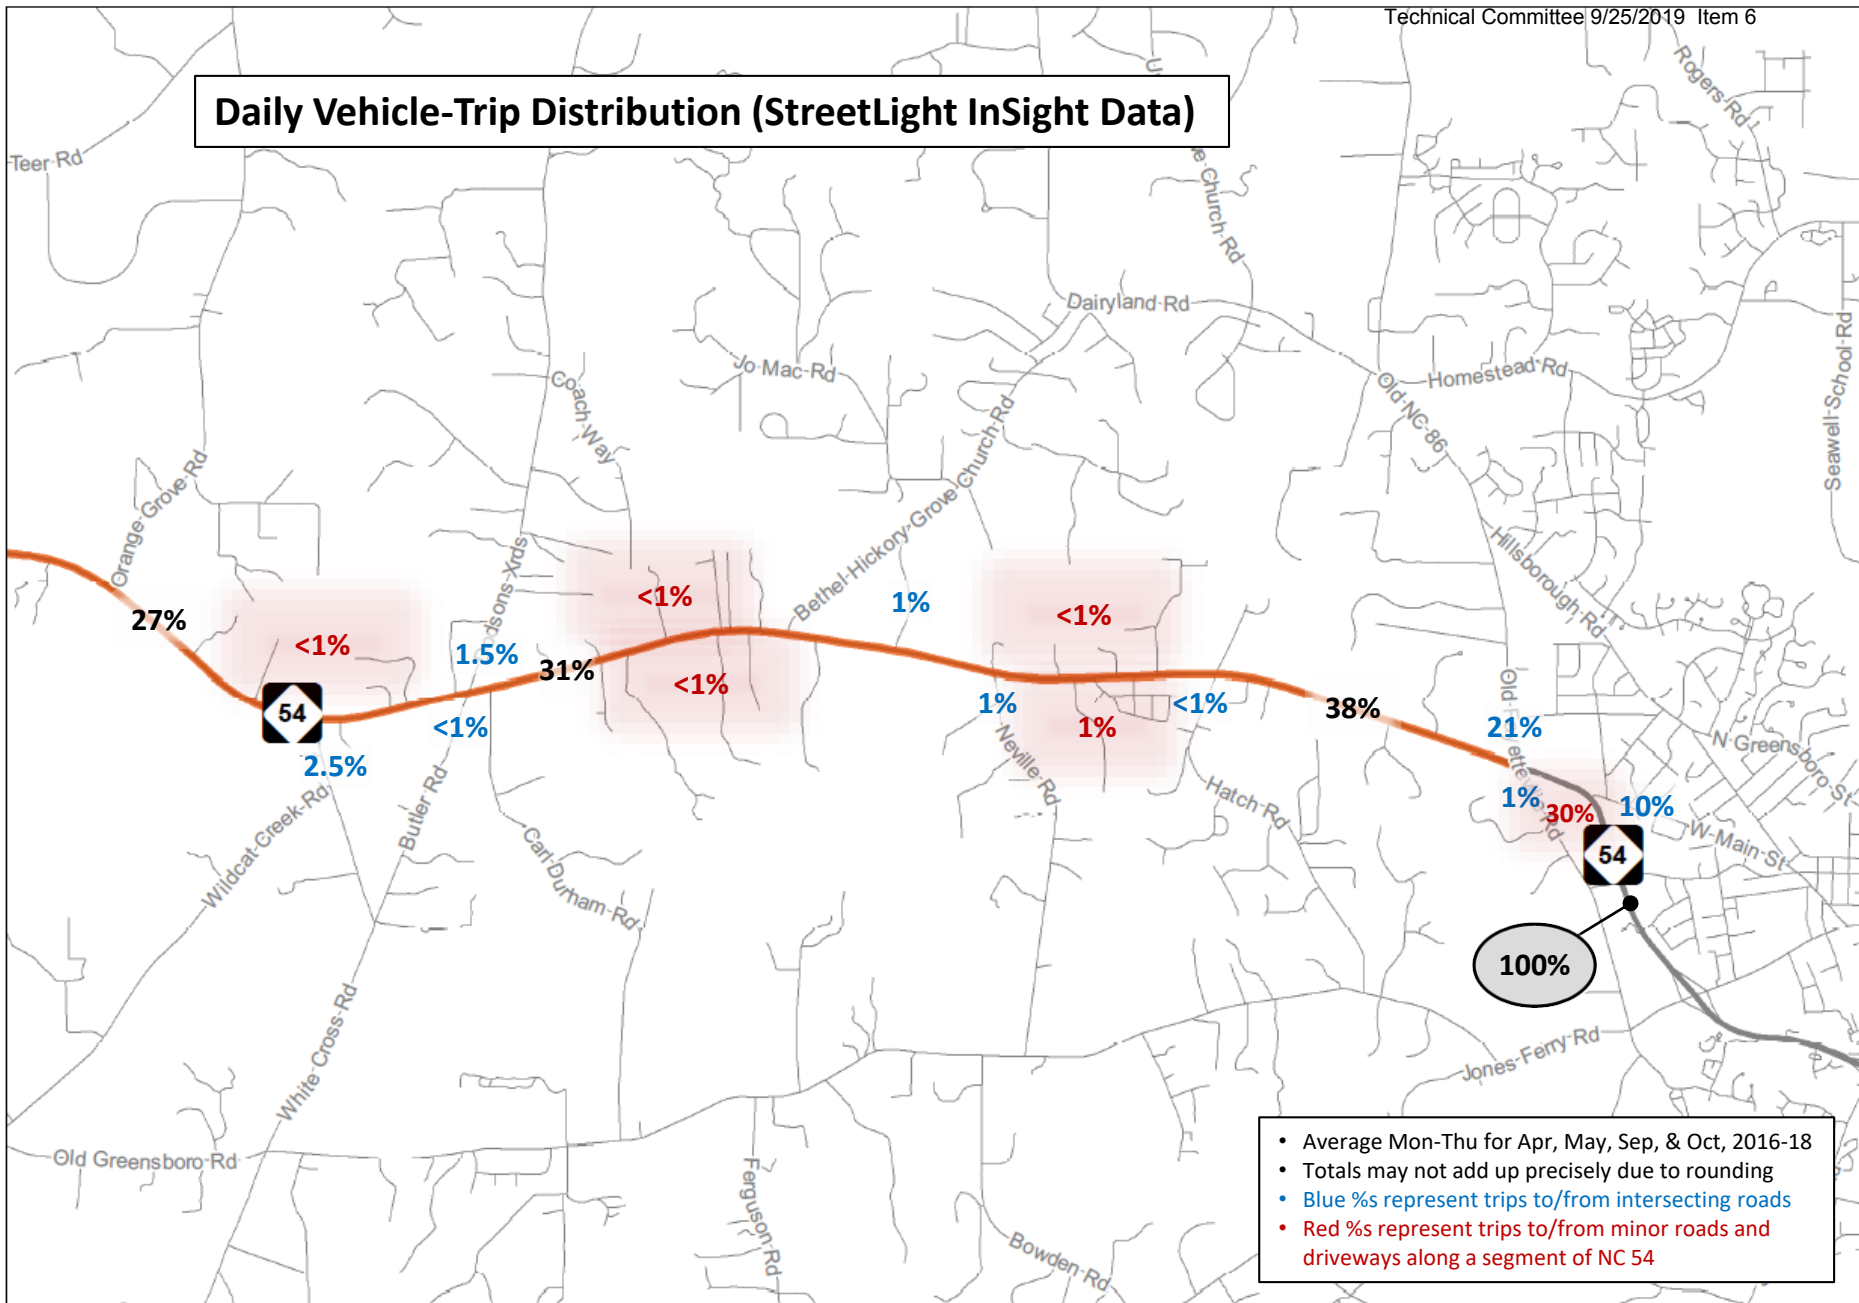 Technical Committee 9/25/2019 Item 6
Daily Vehicle-Trip Distribution (StreetLight InSight Data)
Rogers Rd
Teer Rd
Church Rd
Dairyland Rd
Jo Mac Rd
Coach Way
Old NC 86
Homestead Rd
Seawell School Rd
Orange Grove Rd
Bethel Hickory Grove Church Rd
Hillsborough Rd
Xrds
<1%
1%
<1%
27%
<1%
1.5%
31%
<1%
1%
1%
<1%
38%
21%
N Greensboro St
54
<1%
2.5%
Neville Rd
Hatch Rd
Old
Rd
1%
30%
10%
W Main St
54
Wildcat Creek Rd
Butler Rd
Carl Durham Rd
100%
White Cross Rd
Jones Ferry Rd
Old Greensboro Rd
Ferguson Rd
Bowden Rd
• Average Mon-Thu for Apr, May, Sep, & Oct, 2016-18
• Totals may not add up precisely due to rounding
• Blue %s represent trips to/from intersecting roads
• Red %s represent trips to/from minor roads and
driveways along a segment of NC 54